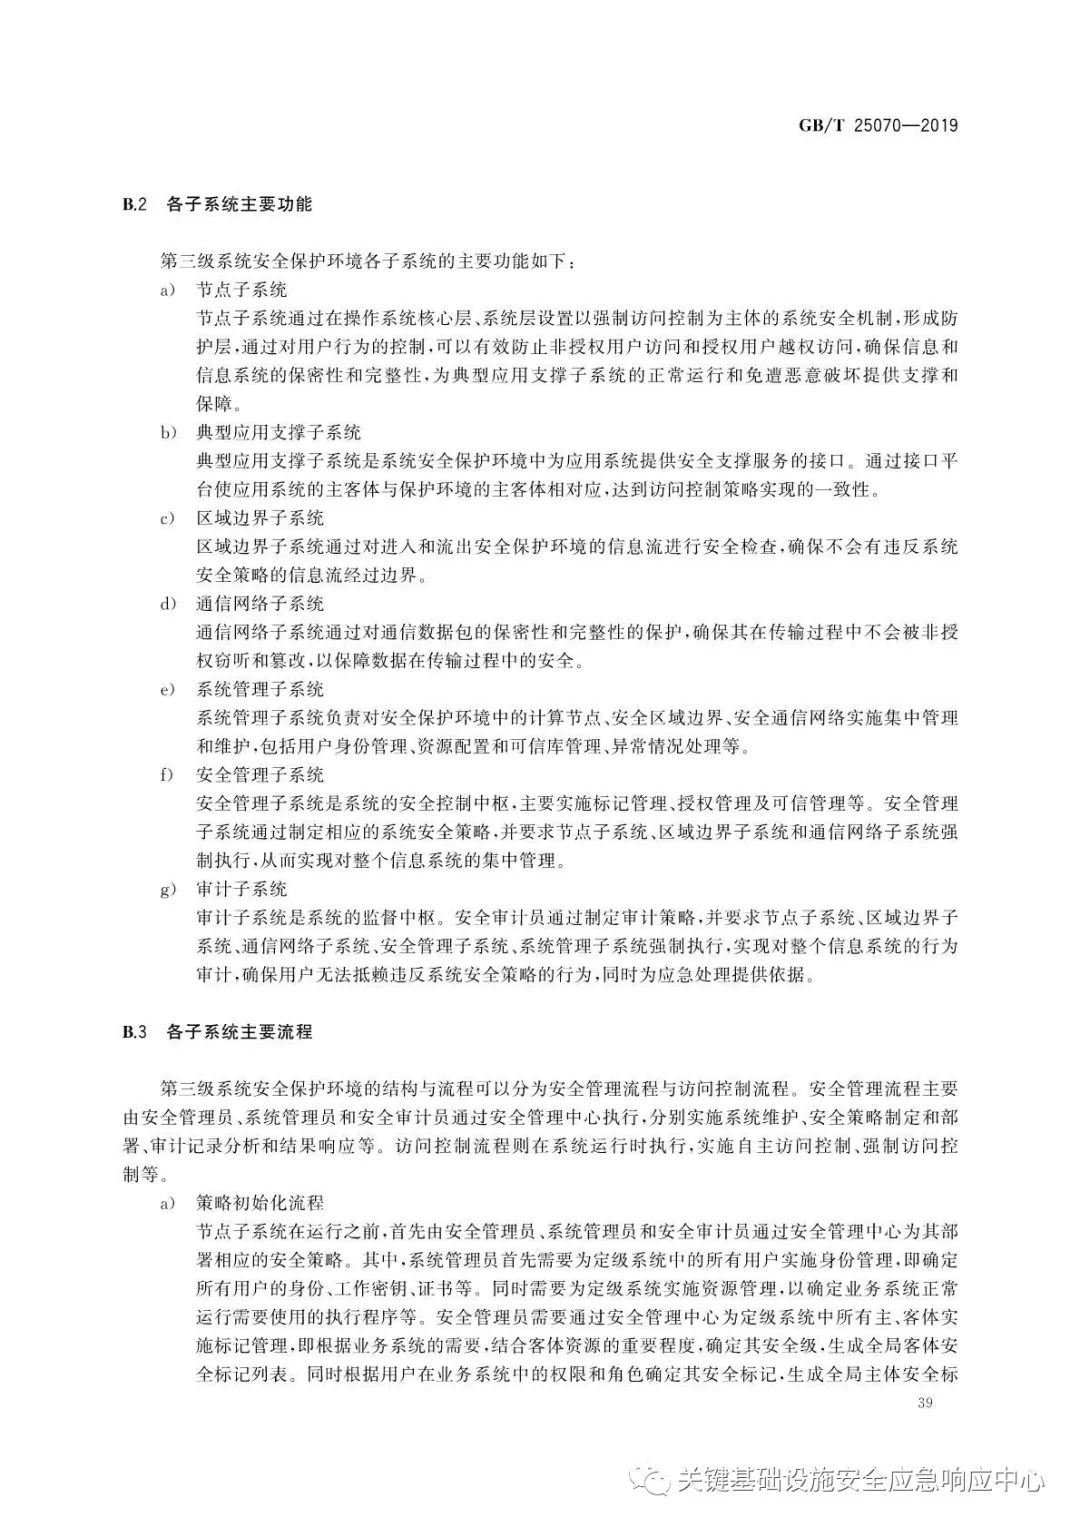 GB/T 25070—2019
B.2 各子系统主要功能
第三级系统安全保护环境各子系统的主要功能如下:
a) 节点子系统
节点子系统通过在操作系统核心层、系统层设置以强制访问控制为主体的系统安全机制,形成防
护层,通过对用户行为的控制,可以有效防止非授权用户访问和授权用户越权访问,确保信息和
信息系统的保密性和完整性,为典型应用支撑子系统的正常运行和免遭恶意破坏提供支撑和
保障。
b) 典型应用支撑子系统
典型应用支撑子系统是系统安全保护环境中为应用系统提供安全支撑服务的接口。通过接口平
台使应用系统的主客体与保护环境的主客体相对应,达到访问控制策略实现的一致性。
c) 区域边界子系统
区域边界子系统通过对进入和流出安全保护环境的信息流进行安全检查,确保不会有违反系统
安全策略的信息流经过边界。
d) 通信网络子系统
通信网络子系统通过对通信数据包的保密性和完整性的保护,确保其在传输过程中不会被非授
权窃听和篡改,以保障数据在传输过程中的安全。
e) 系统管理子系统
系统管理子系统负责对安全保护环境中的计算节点、安全区域边界、安全通信网络实施集中管理
和维护,包括用户身份管理、资源配置和可信库管理、异常情况处理等。
f) 安全管理子系统
安全管理子系统是系统的安全控制中枢,主要实施标记管理、授权管理及可信管理等。安全管理
子系统通过制定相应的系统安全策略,并要求节点子系统、区域边界子系统和通信网络子系统强
制执行,从而实现对整个信息系统的集中管理。
g) 审计子系统
审计子系统是系统的监督中枢。安全审计员通过制定审计策略,并要求节点子系统、区域边界子
系统、通信网络子系统、安全管理子系统、系统管理子系统强制执行,实现对整个信息系统的行为
审计,确保用户无法抵赖违反系统安全策略的行为,同时为应急处理提供依据。
B.3 各子系统主要流程
第三级系统安全保护环境的结构与流程可以分为安全管理流程与访问控制流程。安全管理流程主要
由安全管理员、系统管理员和安全审计员通过安全管理中心执行,分别实施系统维护、安全策略制定和部
署、审计记录分析和结果响应等。访问控制流程则在系统运行时执行,实施自主访问控制、强制访问控
制等。
a) 策略初始化流程
节点子系统在运行之前,首先由安全管理员、系统管理员和安全审计员通过安全管理中心为其部
署相应的安全策略。其中,系统管理员首先需要为定级系统中的所有用户实施身份管理,即确定
所有用户的身份、工作密钥、证书等。同时需要为定级系统实施资源管理,以确定业务系统正常
运行需要使用的执行程序等。安全管理员需要通过安全管理中心为定级系统中所有主、客体实
施标记管理,即根据业务系统的需要,结合客体资源的重要程度,确定其安全级,生成全局客体安
全标记列表。同时根据用户在业务系统中的权限和角色确定其安全标记,生成全局主体安全标
39
关键基础设施安全应急响应中心